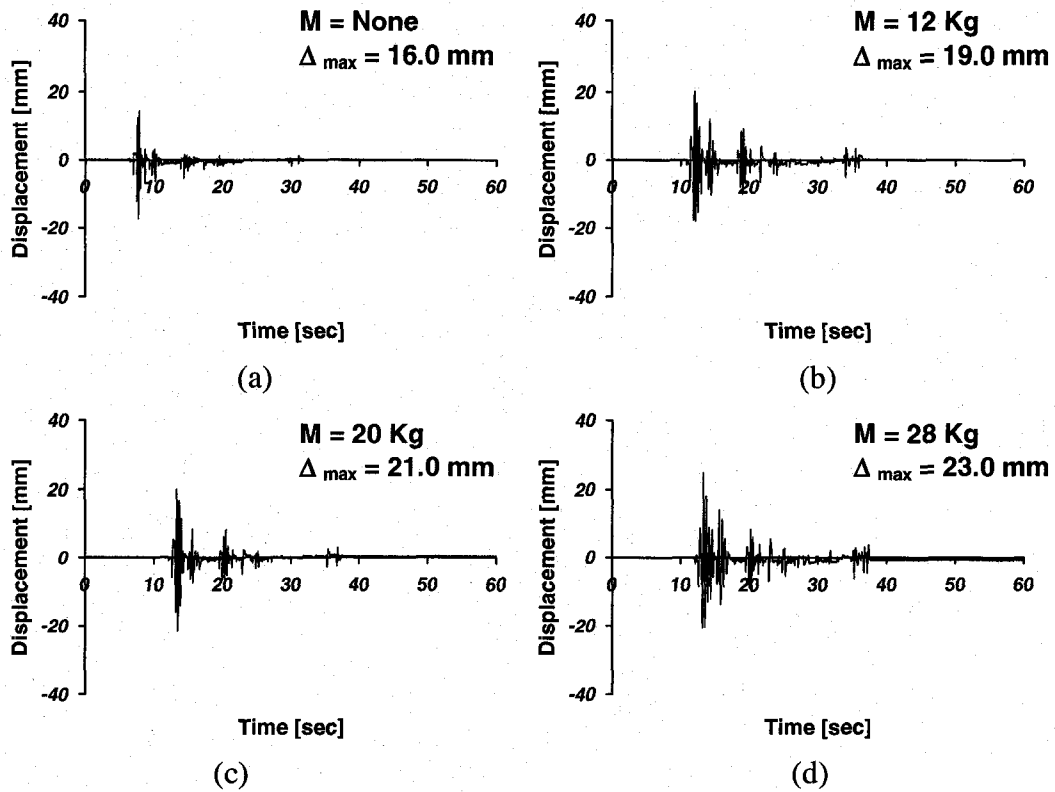 M = None
Δ max = 16.0 mm
Displacement [mm]
40
20
0
-20
-40
0 10 20 30 40 50 60
Time [sec]
(a)
M = 12 Kg
Δ max = 19.0 mm
Displacement [mm]
40
20
0
-20
-40
0 10 20 30 40 50 60
Time [sec]
(b)
M = 20 Kg
Δ max = 21.0 mm
Displacement [mm]
40
20
0
-20
-40
0 10 20 30 40 50 60
Time [sec]
(c)
M = 28 Kg
Δ max = 23.0 mm
Displacement [mm]
40
20
0
-20
-40
0 10 20 30 40 50 60
Time [sec]
(d)